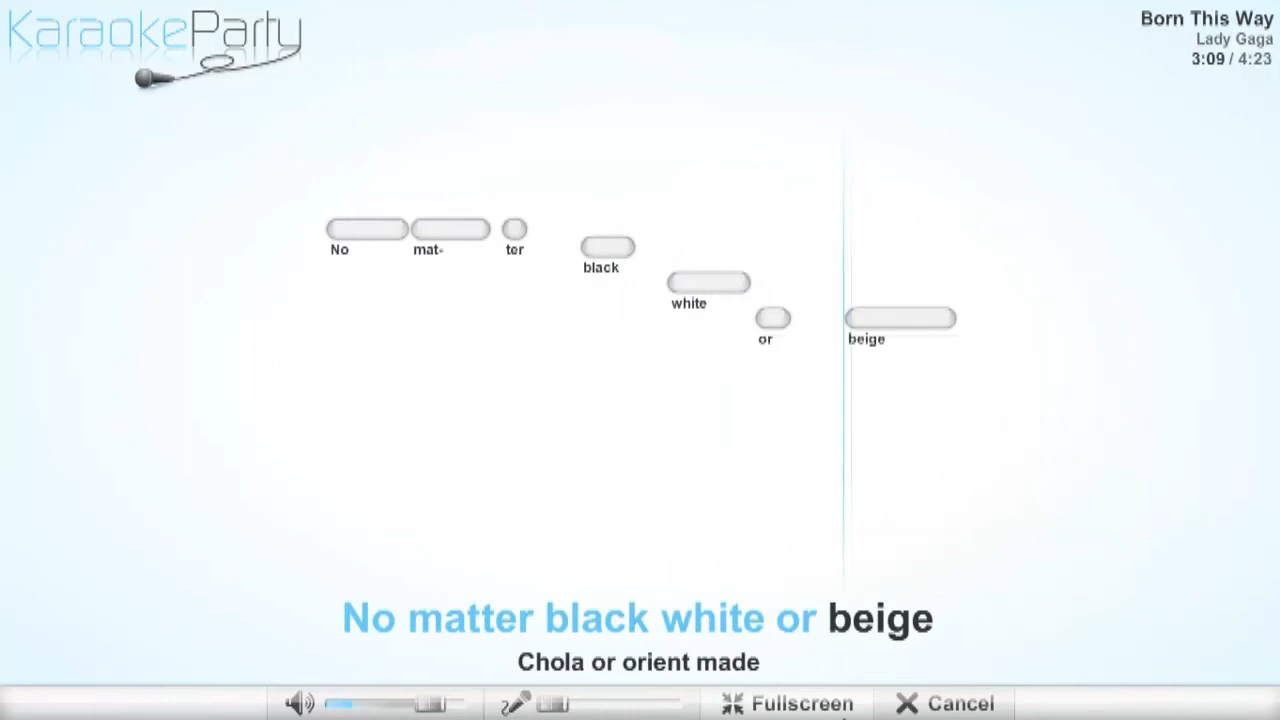 KaraokeParty
Born This Way
Lady Gaga
3:09 / 4:23
No mat- ter
black
white
or beige
No matter black white or beige
Chola or orient made
Fullscreen Cancel